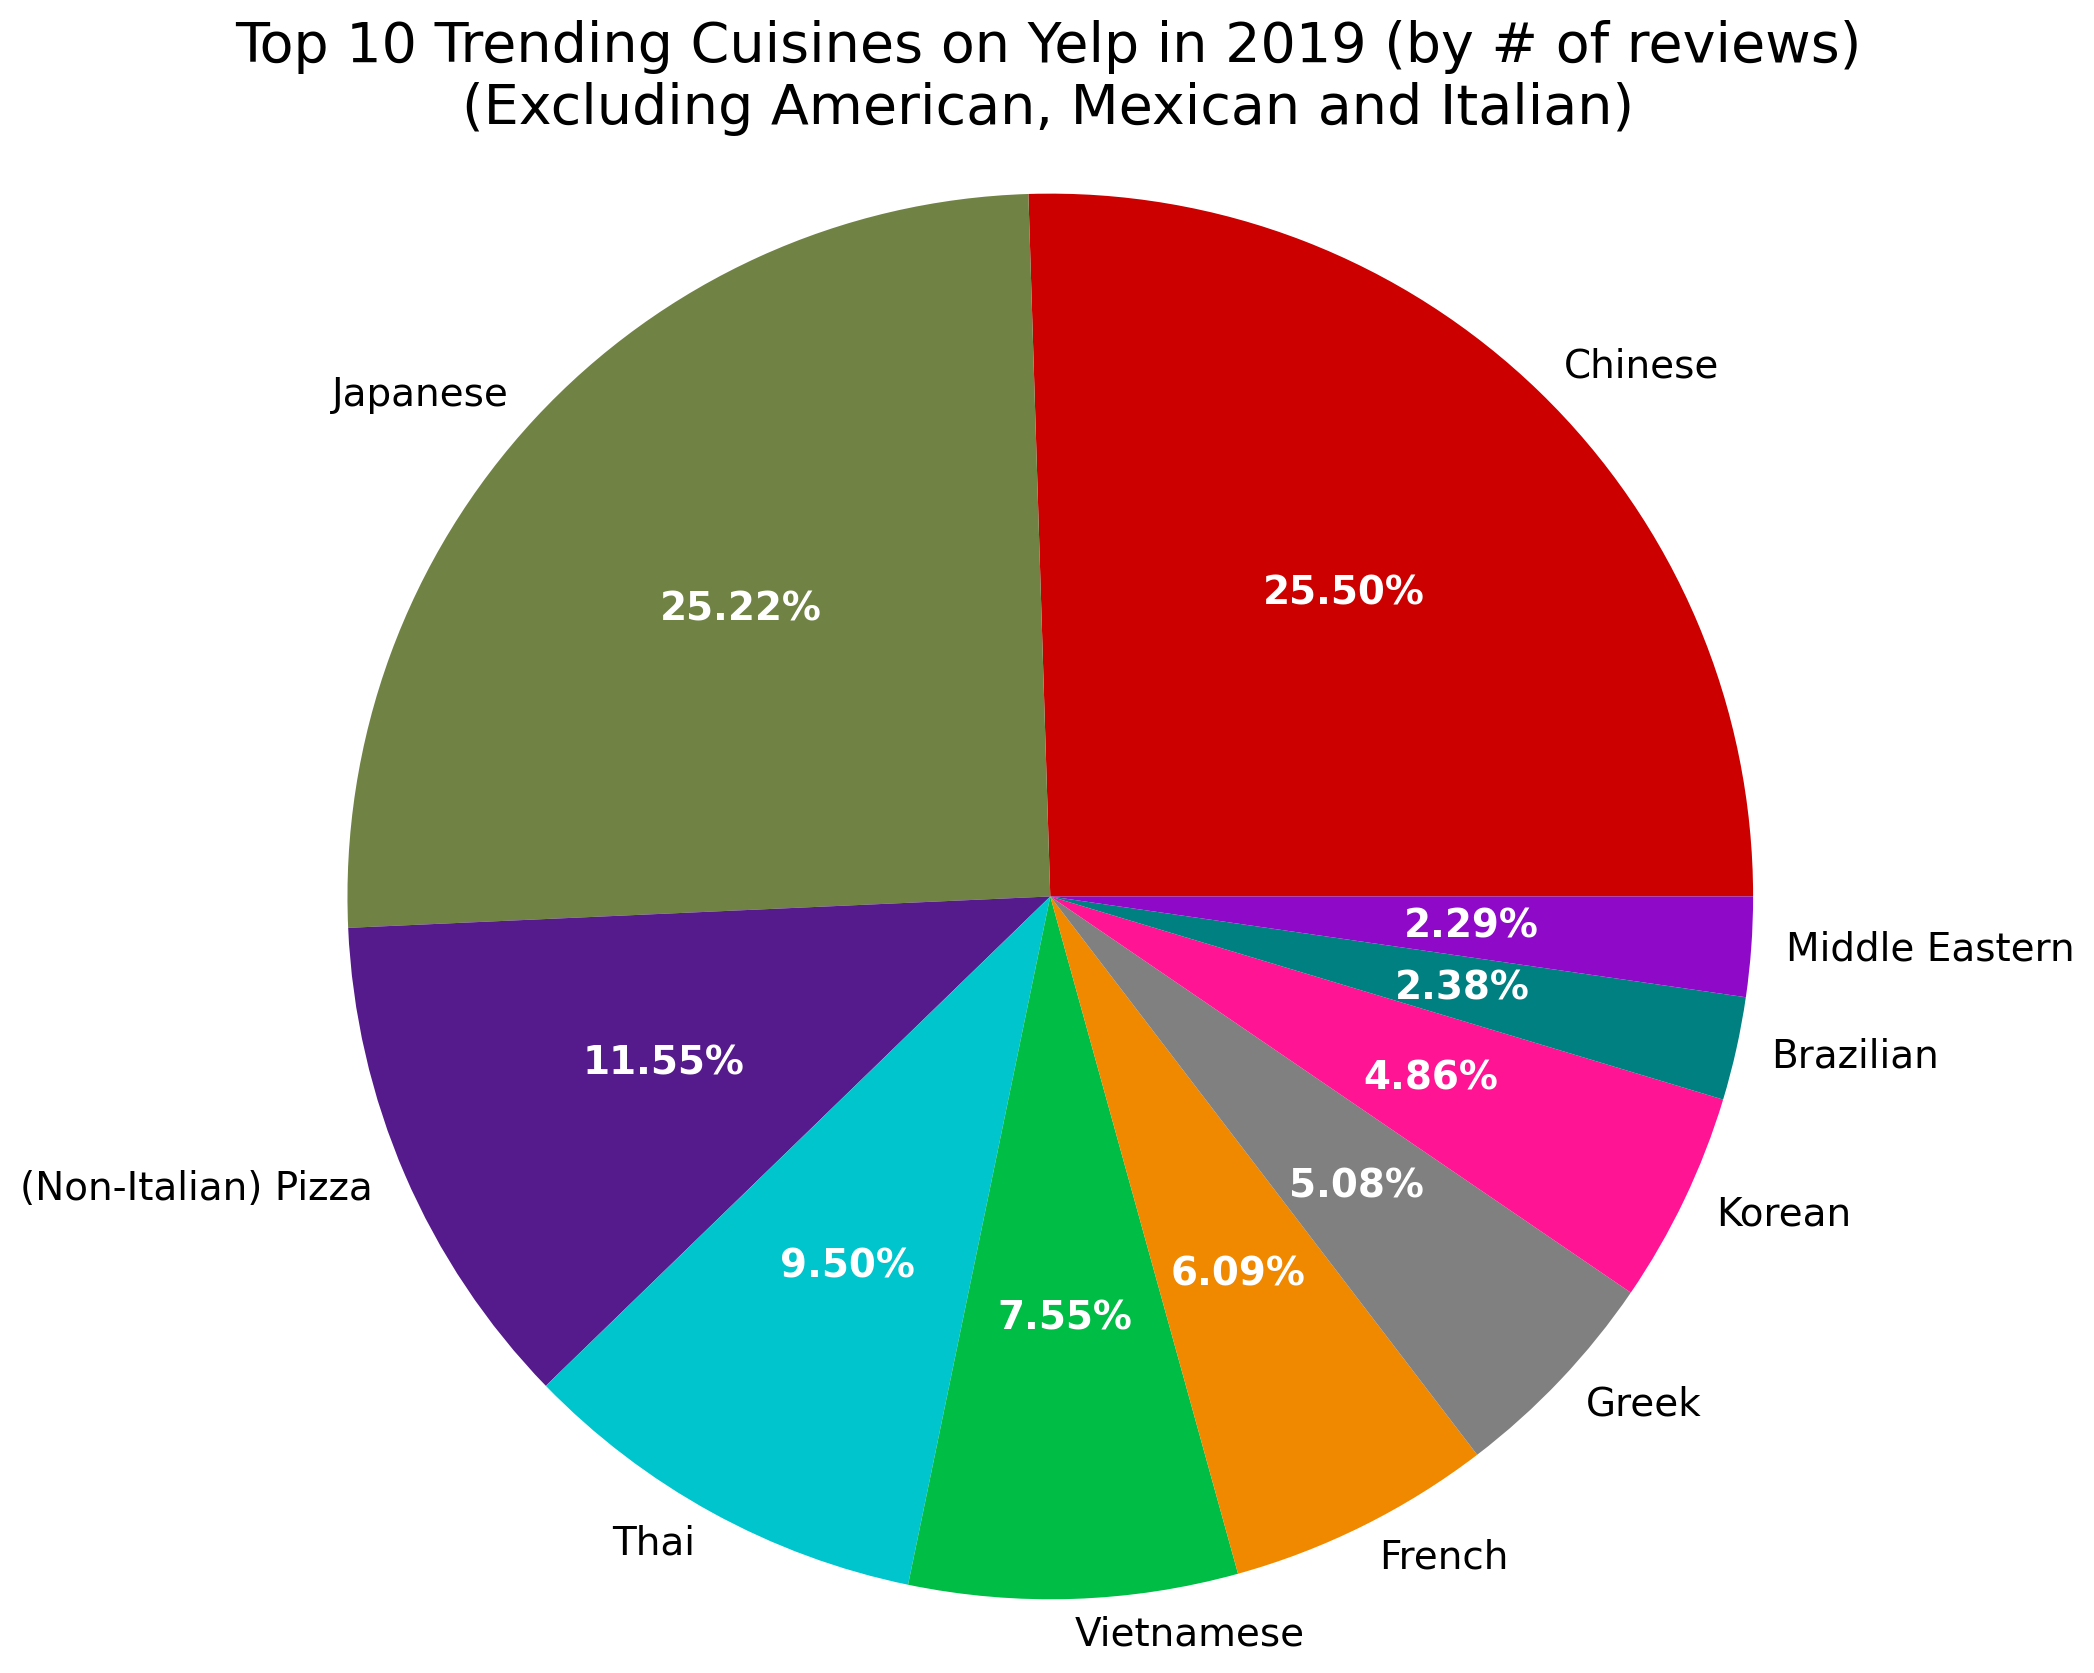 Top 10 Trending Cuisines on Yelp in 2019 (by # of reviews)
(Excluding American, Mexican and Italian)
Chinese
25.50%
Japanese
25.22%
(Non-Italian) Pizza
11.55%
Thai
9.50%
Vietnamese
7.55%
French
6.09%
Greek
5.08%
Korean
4.86%
Brazilian
2.38%
Middle Eastern
2.29%